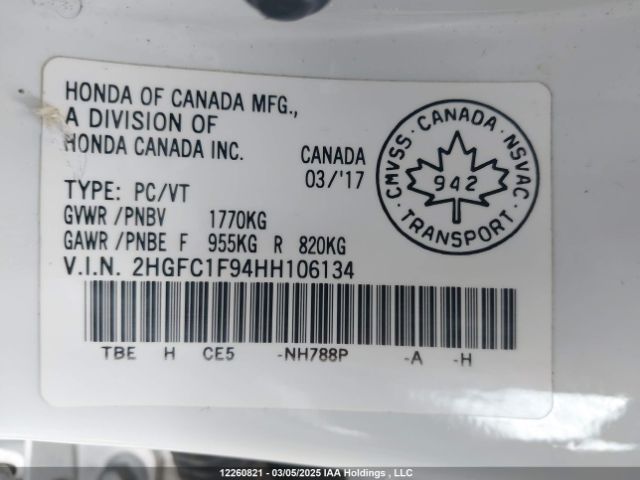 HONDA OF CANADA MFG.,
A DIVISION OF
HONDA CANADA INC.
CANADA
03/'17
TYPE: PC/VT
GVWR /PNBV 1770KG
GAWR /PNBE F 955KG R 820KG
V.I.N. 2HGFC1F94HH106134
TBE H CE5 -NH788P -A -H
CMVSS · CANADA · NSVAC
942
TRANSPORT
12260821 - 03/05/2025 IAA Holdings , LLC